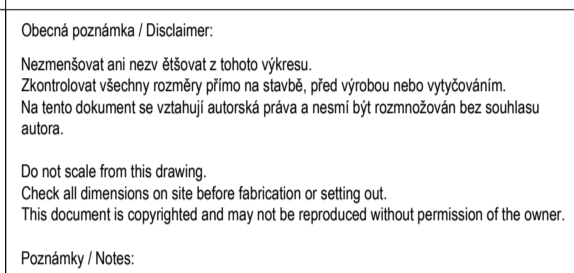 Obecná poznámka / Disclaimer:
Nezmenšovat ani nezv ětšovat z tohoto výkresu.
Zkontrolovat všechny rozměry přímo na stavbě, před výrobou nebo vytyčováním.
Na tento dokument se vztahují autorská práva a nesmí být rozmnožován bez souhlasu
autora.
Do not scale from this drawing.
Check all dimensions on site before fabrication or setting out.
This document is copyrighted and may not be reproduced without permission of the owner.
Poznámky / Notes: